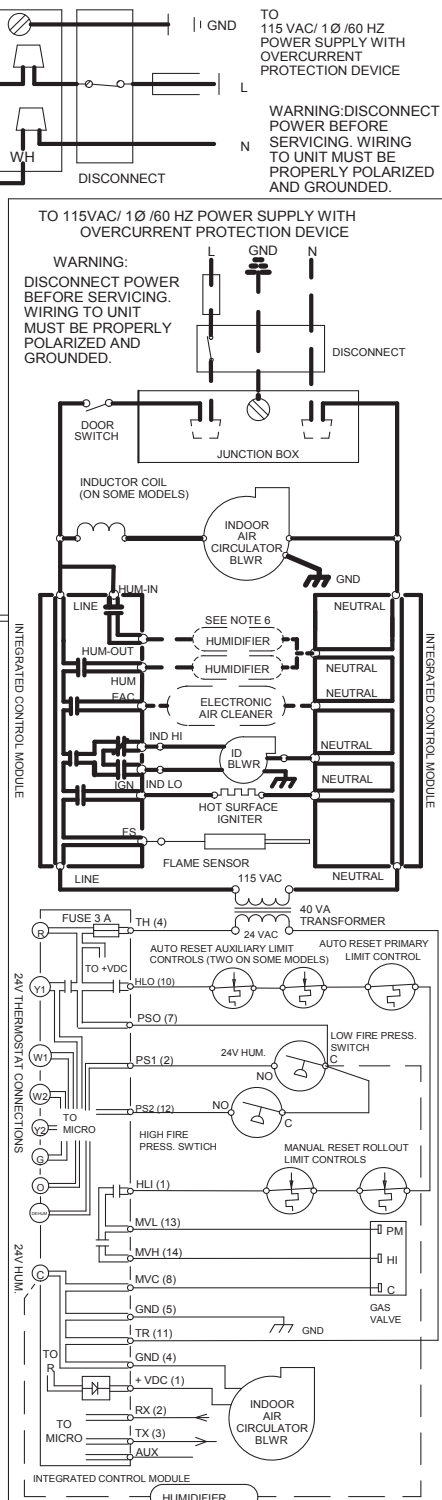 GND
TO
115 VAC/ 1Ø /60 HZ
POWER SUPPLY WITH
OVERCURRENT
PROTECTION DEVICE
L
WARNING:DISCONNECT
POWER BEFORE
SERVICING. WIRING
TO UNIT MUST BE
PROPERLY POLARIZED
AND GROUNDED.
N
WH
DISCONNECT
TO 115VAC/ 1Ø /60 HZ POWER SUPPLY WITH
OVERCURRENT PROTECTION DEVICE
L
GND
N
WARNING:
DISCONNECT POWER
BEFORE SERVICING.
WIRING TO UNIT
MUST BE PROPERLY
POLARIZED AND
GROUNDED.
DISCONNECT
DOOR
SWITCH
JUNCTION BOX
INDUCTOR COIL
(ON SOME MODELS)
INDOOR
AIR
CIRCULATOR
BLWR
GND
HUM-IN
LINE
NEUTRAL
SEE NOTE 6
HUMIDIFIER
HUM-OUT
HUMIDIFIER
NEUTRAL
HUM
EAC
ELECTRONIC
AIR CLEANER
NEUTRAL
INTEGRATED CONTROL MODULE
INTEGRATED CONTROL MODULE
IND HI
ID
BLWR
NEUTRAL
IGN
IND LO
NEUTRAL
HOT SURFACE
IGNITER
FS
FLAME SENSOR
LINE
115 VAC
NEUTRAL
40 VA
TRANSFORMER
24 VAC
R
FUSE 3 A
TH (4)
AUTO RESET AUXILIARY LIMIT
CONTROLS (TWO ON SOME MODELS)
AUTO RESET PRIMARY
LIMIT CONTROL
TO +VDC
Y1
HLO (10)
PSO (7)
24V THERMOSTAT CONNECTIONS
LOW FIRE PRESS.
SWITCH
24V HUM.
C
W1
PS1 (2)
NO
W2
PS2 (12)
NO
C
TO
MICRO
Y2
HIGH FIRE
PRESS. SWTICH
G
MANUAL RESET ROLLOUT
LIMIT CONTROLS
O
HLI (1)
DEHUM
MVL (13)
PM
MVH (14)
HI
24V HUM.
C
MVC (8)
C
GAS
VALVE
GND (5)
GND
TR (11)
TO
R
GND (4)
+ VDC (1)
INDOOR
AIR
CIRCULATOR
BLWR
RX (2)
TO
MICRO
TX (3)
AUX
INTEGRATED CONTROL MODULE
HUMIDIFIER